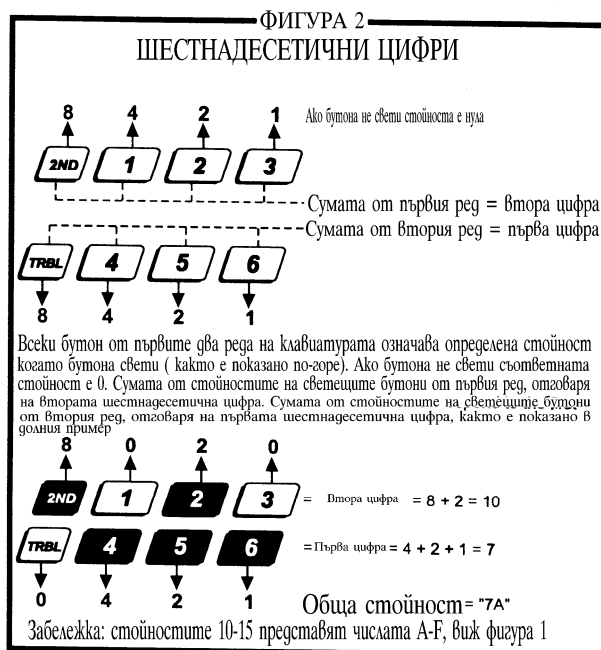 ФИГУРА 2
ШЕСТНАДЕСЕТИЧНИ ЦИФРИ
8 4 2 1 Ако бутона не свети стойноста е нула
2ND 1 2 3
Сумата от първия ред = втора цифра
Сумата от втория ред = първа цифра
TRBL 4 5 6
8 4 2 1
Всеки бутон от първите два реда на клавиатурата означава определена стойност
когато бутона свети ( както е показано по-горе). Ако бутона не свети съответната
стойност е 0. Сумата от стойностите на светещите бутони от първия ред, отговаря
на втората шестнадесетична цифра. Сумата от стойностите на светещите бутони
от втория ред, отговаря на първата шестнадесетична цифра, както е показано в
долния пример
8 0 2 0
2ND 1 2 3 = Втора цифра = 8 + 2 = 10
TRBL 4 5 6 = Първа цифра = 4 + 2 + 1 = 7
0 4 2 1 Обща стойност = "7A"
Забележка: стойностите 10-15 представят числата A-F, виж фигура 1